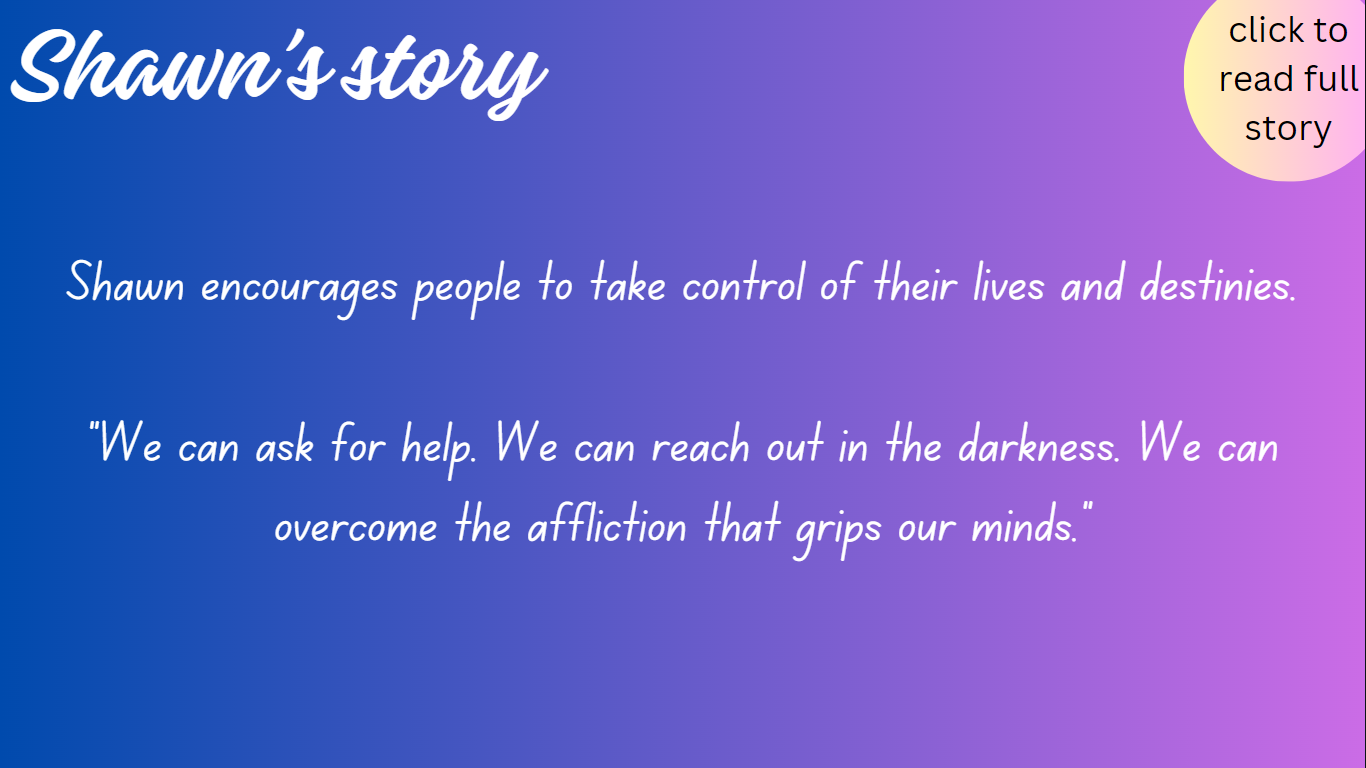 Shawn's story
click to
read full
story
Shawn encourages people to take control of their lives and destinies.
"We can ask for help. We can reach out in the darkness. We can
overcome the affliction that grips our minds."